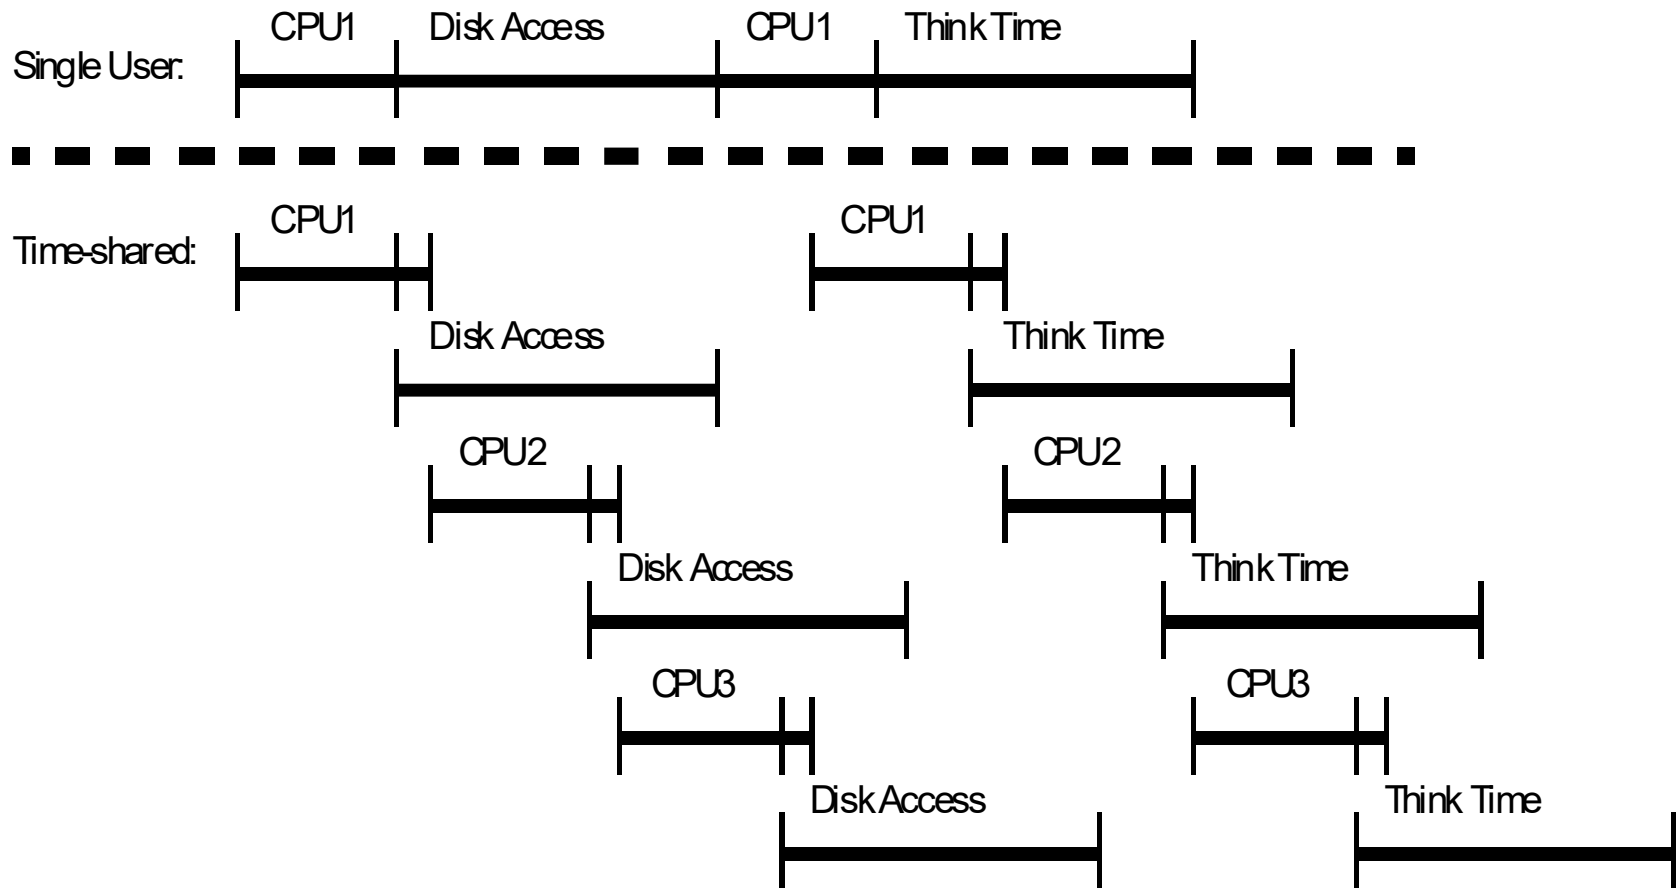 CPU1 Disk Access CPU1 Think Time
Single User:
CPU1 CPU1
Time-shared:
Disk Access Think Time
CPU2 CPU2
Disk Access Think Time
CPU3 CPU3
Disk Access Think Time